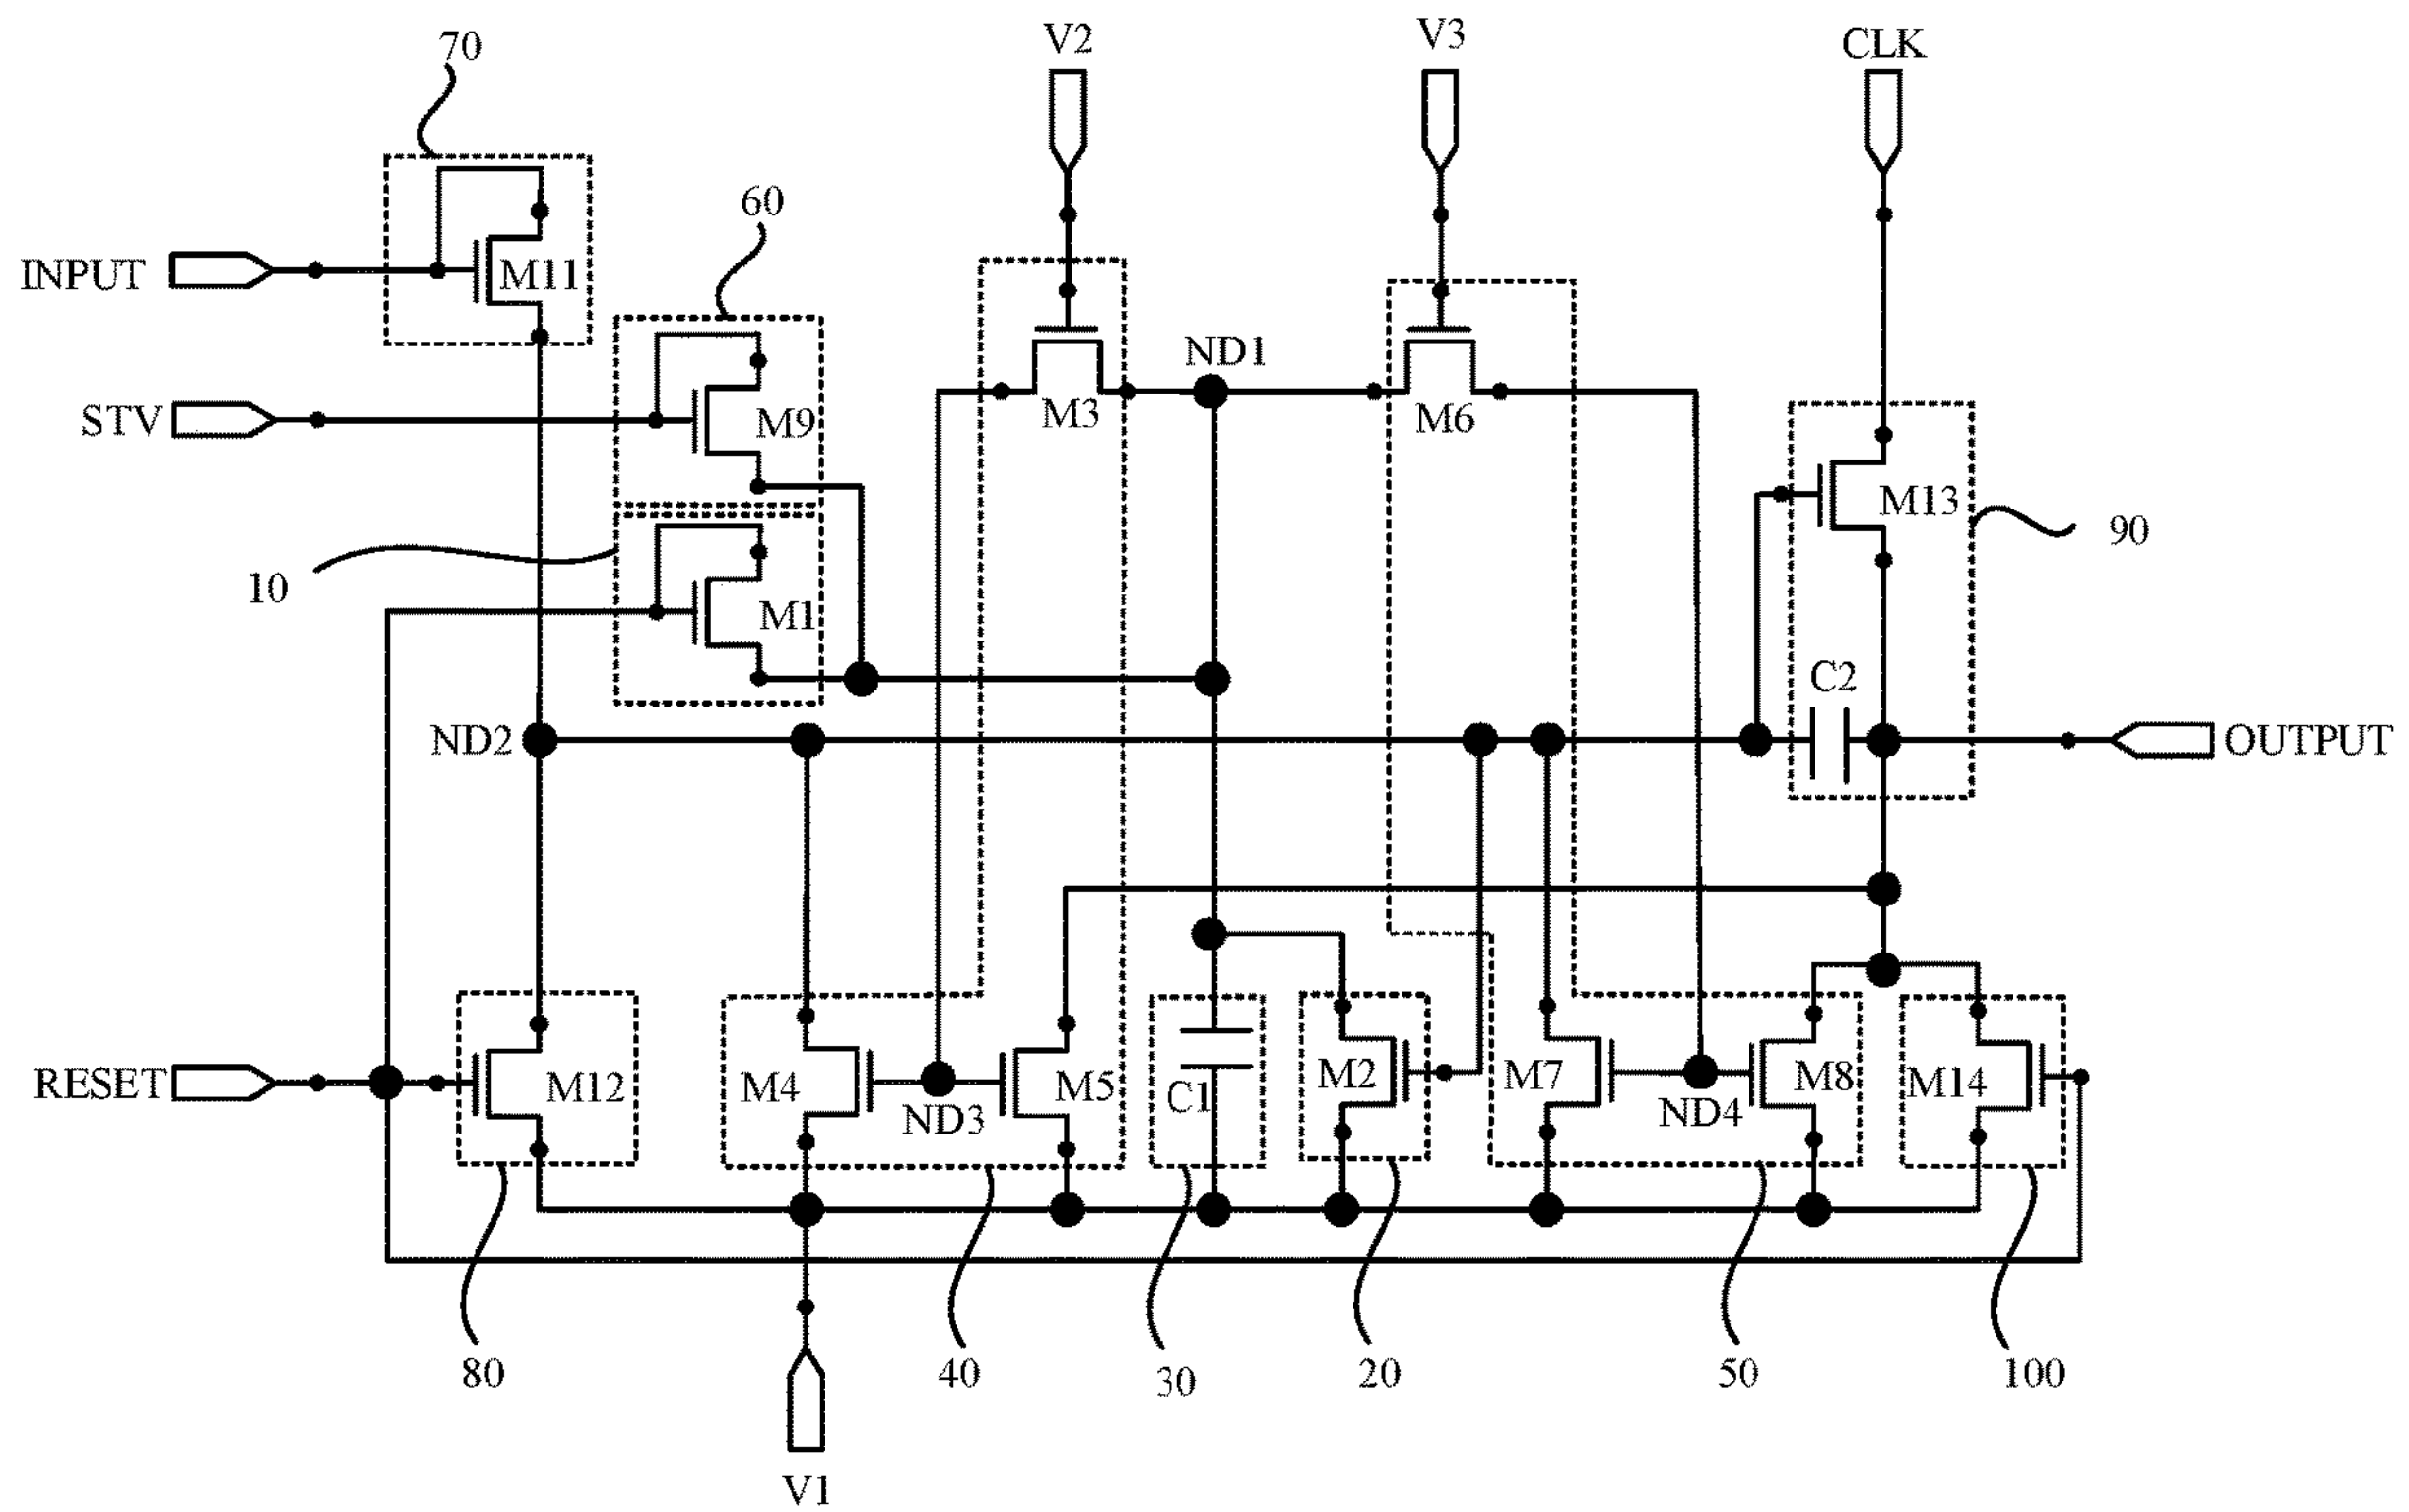 V2
V3
CLK
70
60
INPUT
M11
ND1
STV
M9
M3
M6
M13
90
10
M1
C2
ND2
OUTPUT
RESET
M12
M4
ND3
M5
C1
M2
M7
ND4
M8
M14
80
40
30
20
50
100
V1